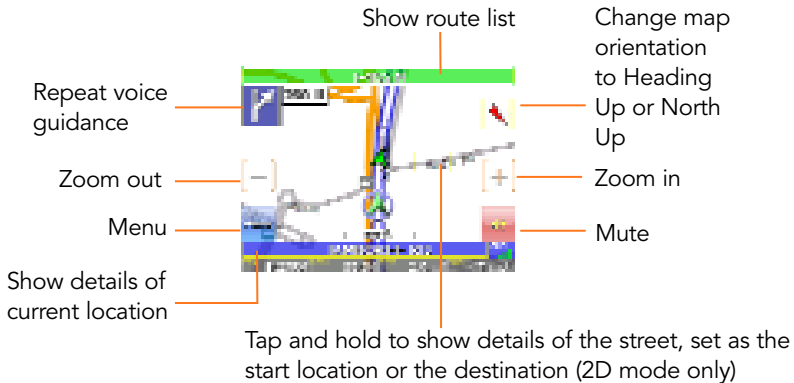 Show route list
Change map
orientation
to Heading
Up or North
Up
Repeat voice
guidance
Zoom out
Zoom in
Menu
Mute
Show details of
current location
Tap and hold to show details of the street, set as the
start location or the destination (2D mode only)